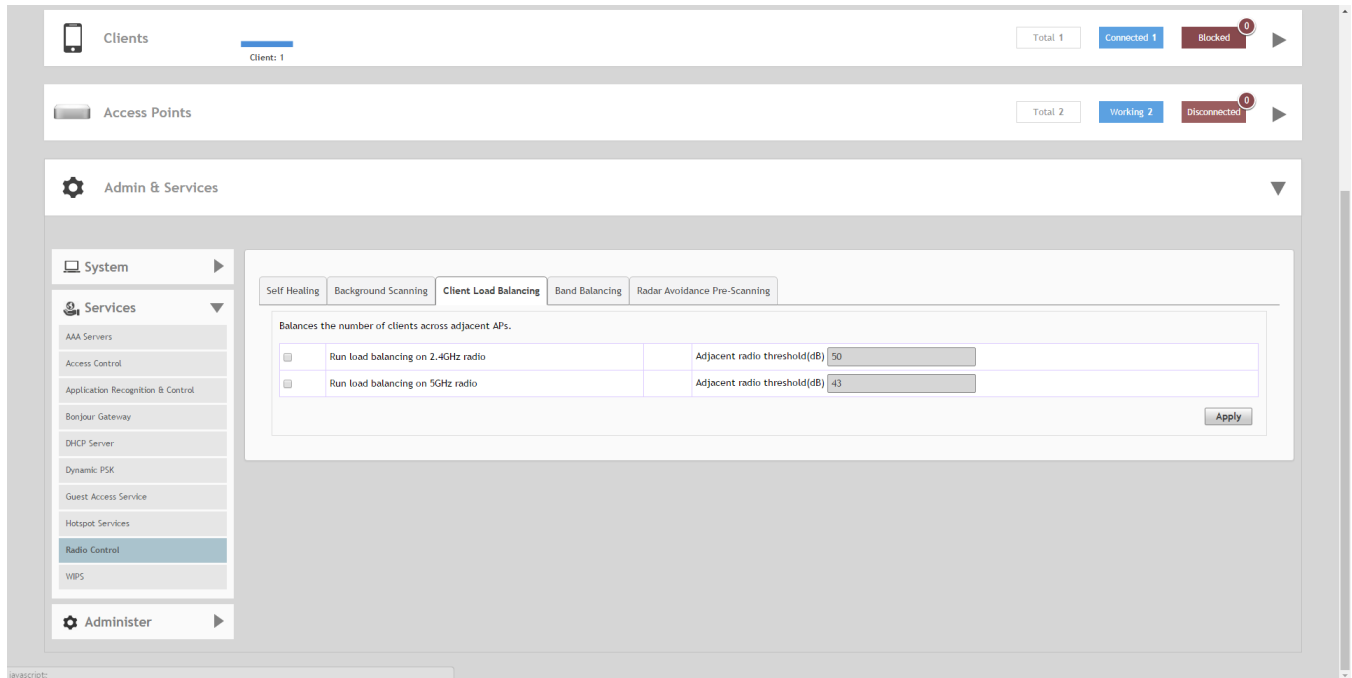 Clients
Client: 1
Total 1
Connected 1
Blocked
0
Access Points
Total 2
Working 2
Disconnected
0
Admin & Services
System
Services
AAA Servers
Access Control
Application Recognition & Control
Bonjour Gateway
DHCP Server
Dynamic PSK
Guest Access Service
Hotspot Services
Radio Control
WIPS
Administer
Self Healing
Background Scanning
Client Load Balancing
Band Balancing
Radar Avoidance Pre-Scanning
Balances the number of clients across adjacent APs.
Run load balancing on 2.4GHz radio Adjacent radio threshold(dB) 50
Run load balancing on 5GHz radio Adjacent radio threshold(dB) 43
Apply
javascript: